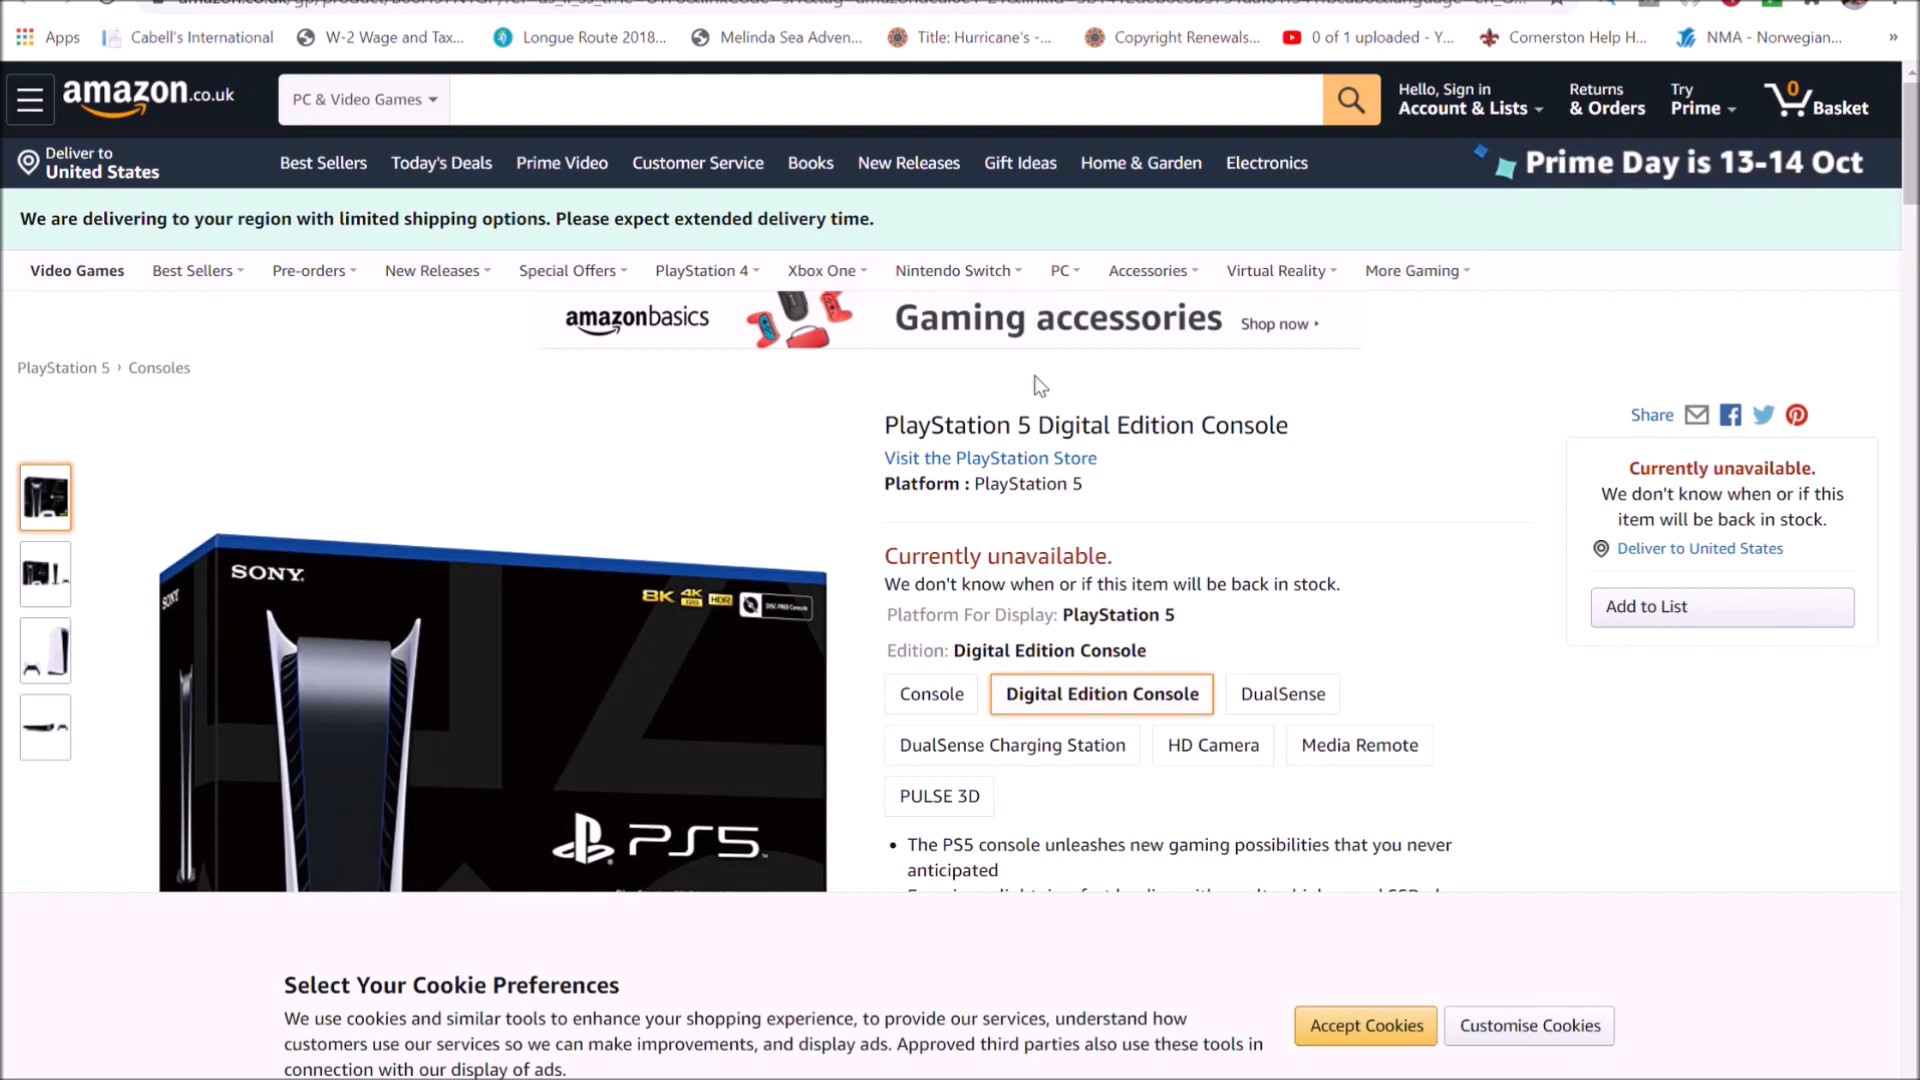 Apps
Cabell's International
W-2 Wage and Tax...
Longue Route 2018...
Melinda Sea Adven...
Title: Hurricane's -...
Copyright Renewals...
0 of 1 uploaded - Y...
Cornerston Help H...
NMA - Norwegian...
»
amazon.co.uk
PC & Video Games
Hello, Sign in
Account & Lists
Returns
& Orders
Try
Prime
0
Basket
Deliver to
United States
Best Sellers
Today's Deals
Prime Video
Customer Service
Books
New Releases
Gift Ideas
Home & Garden
Electronics
Prime Day is 13-14 Oct
We are delivering to your region with limited shipping options. Please expect extended delivery time.
Video Games
Best Sellers
Pre-orders
New Releases
Special Offers
PlayStation 4
Xbox One
Nintendo Switch
PC
Accessories
Virtual Reality
More Gaming
amazonbasics
Gaming accessories
Shop now
PlayStation 5 › Consoles
SONY
SONY.
8K
4K
120
HDR
DISC-FREE Console
PS5
PlayStation 5 Digital Edition Console
Visit the PlayStation Store
Platform : PlayStation 5
Currently unavailable.
We don't know when or if this item will be back in stock.
Platform For Display: PlayStation 5
Edition: Digital Edition Console
Console
Digital Edition Console
DualSense
DualSense Charging Station
HD Camera
Media Remote
PULSE 3D
• The PS5 console unleashes new gaming possibilities that you never
anticipated
Share
Currently unavailable.
We don't know when or if this
item will be back in stock.
Deliver to United States
Add to List
Select Your Cookie Preferences
We use cookies and similar tools to enhance your shopping experience, to provide our services, understand how
customers use our services so we can make improvements, and display ads. Approved third parties also use these tools in
connection with our display of ads.
Accept Cookies
Customise Cookies